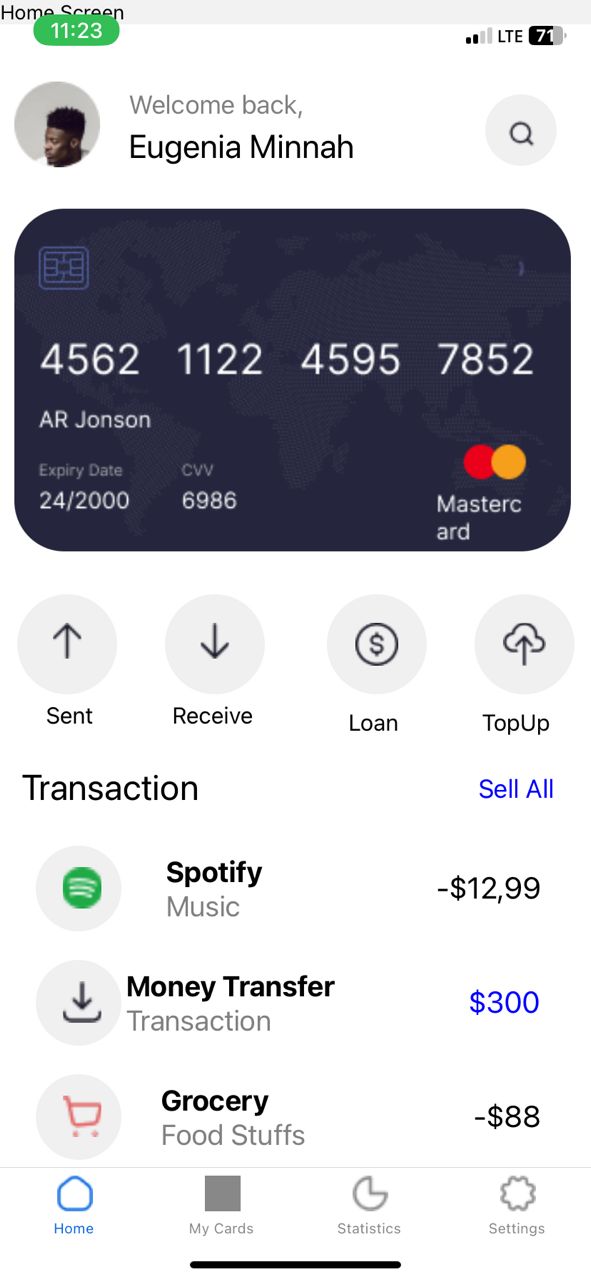 Home Screen
11:23
LTE 71
Welcome back,
Eugenia Minnah
4562 1122 4595 7852
AR Jonson
Expiry Date CVV
24/2000 6986
Masterc
ard
Sent Receive Loan TopUp
Transaction Sell All
Spotify
Music
-$12,99
Money Transfer
Transaction
$300
Grocery
Food Stuffs
-$88
Home My Cards Statistics Settings